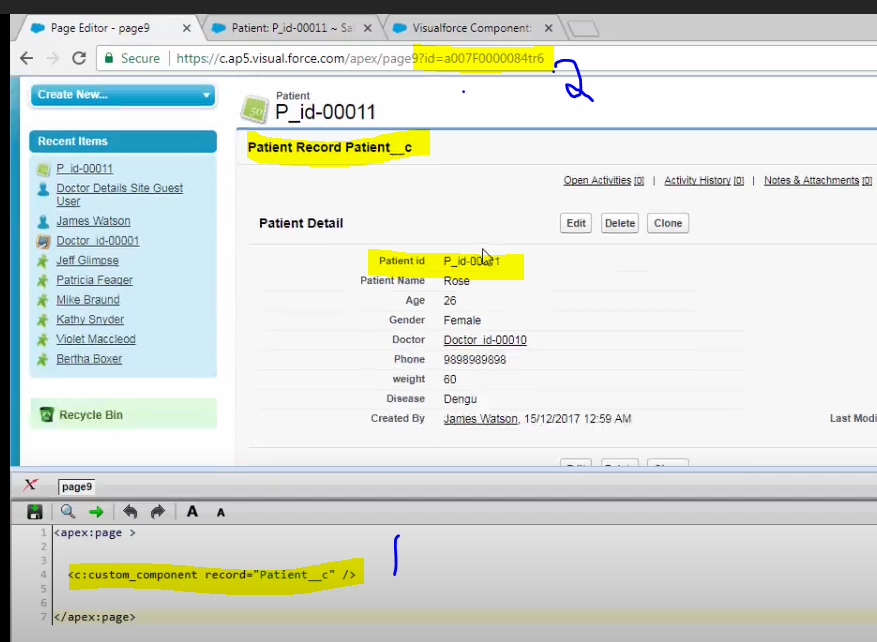 Page Editor - page9
Patient: P_id-00011 ~ Sal
Visualforce Component:
Secure | https://c.ap5.visual.force.com/apex/page9?id=a007F0000084tr6
2
Create New...
Patient
P_id-00011
Recent Items
Patient Record Patient__c
P_id-00011
Doctor Details Site Guest
User
James Watson
Doctor_id-00001
Jeff Glimpse
Patricia Feager
Mike Braund
Kathy Snyder
Violet Maccleod
Bertha Boxer
Recycle Bin
Open Activities [0] | Activity History [0] | Notes & Attachments [0]
Patient Detail
Edit Delete Clone
Patient id P_id-00011
Patient Name Rose
Age 26
Gender Female
Doctor Doctor_id-00010
Phone 9898989898
weight 60
Disease Dengu
Created By James Watson, 15/12/2017 12:59 AM
Last Modi
X page9
A A
1 <apex:page >
2
3
4 <c:custom_component record="Patient__c" />
5
6
7 </apex:page>
1